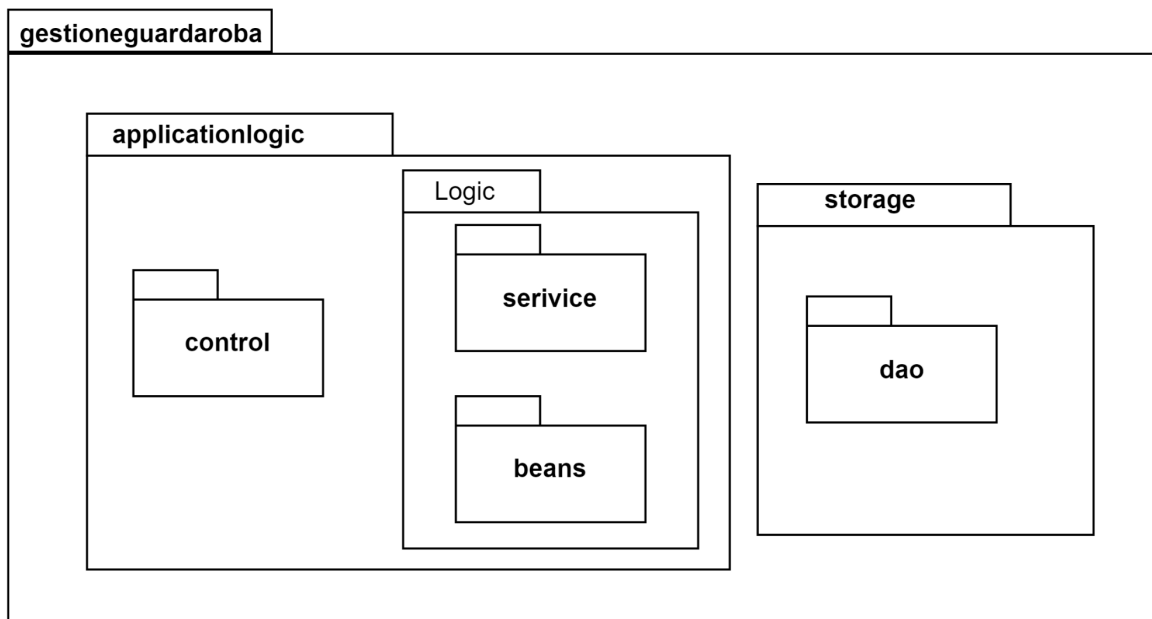 gestioneguardaroba
applicationlogic
Logic
storage
serivice
control
dao
beans